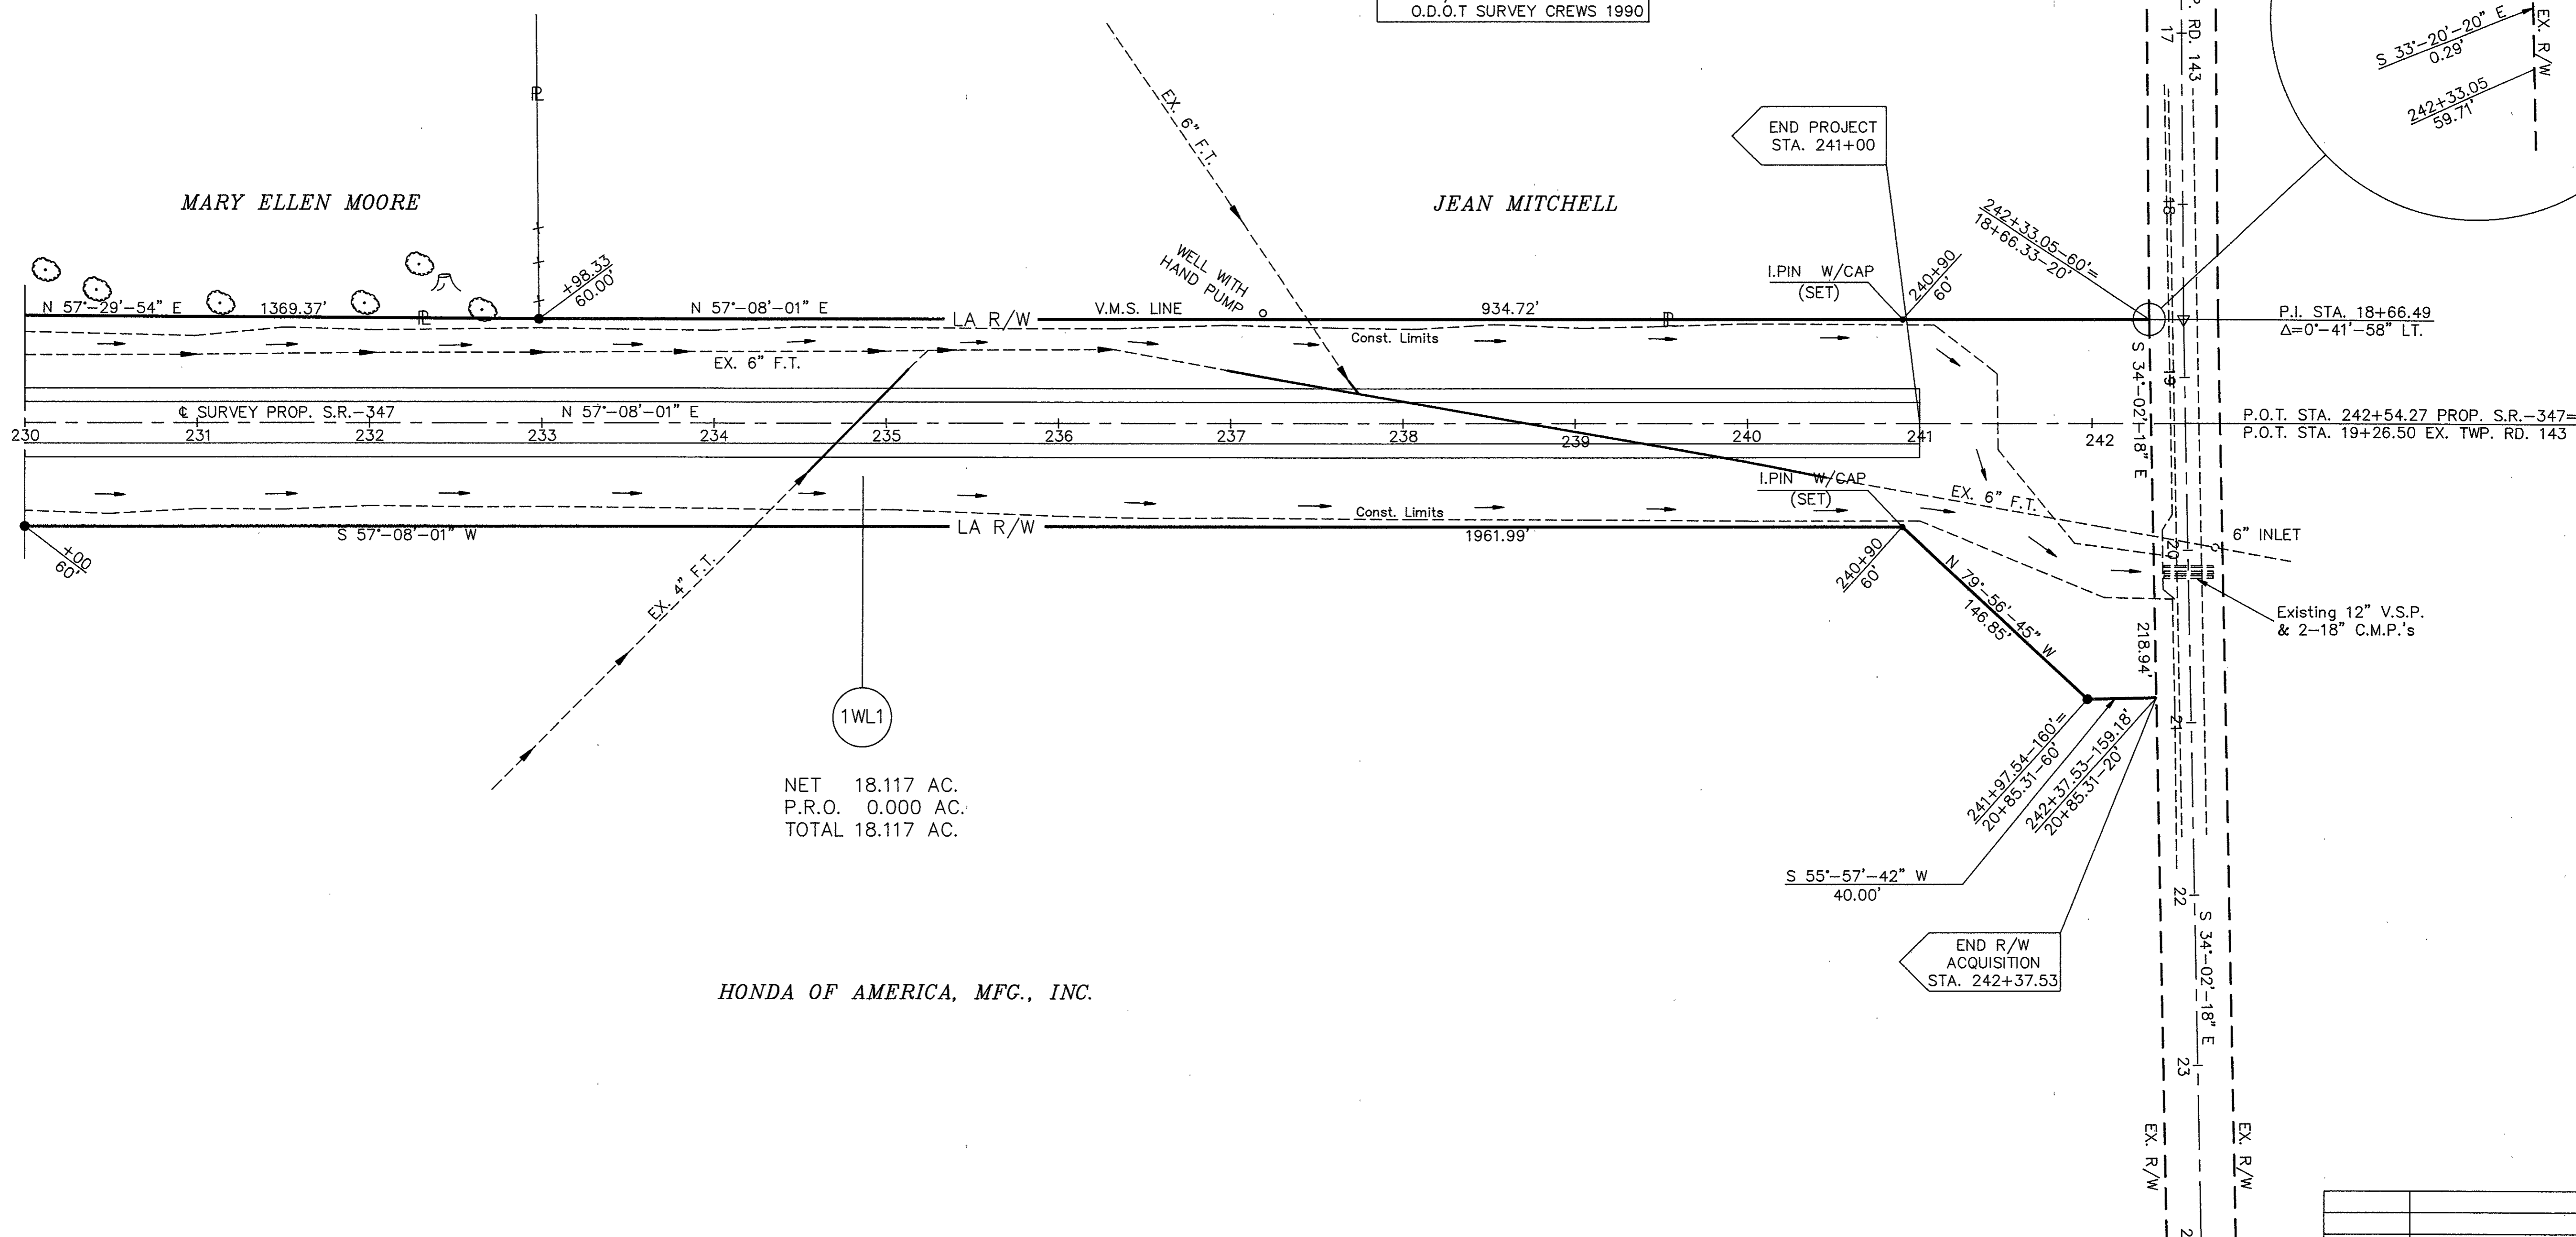 O.D.O.T SURVEY CREWS 1990
P. RD. 143
EX. R/W
S 33°-20'-20" E
0.29'
242+33.05
59.71'
17
18
19
20
21
22
23
END PROJECT
STA. 241+00
EX. 6" F.T.
MARY ELLEN MOORE
JEAN MITCHELL
℄ SURVEY PROP. S.R.-347
N 57°-08'-01" E
242+33.05-60'=
18+66.33-20'
WELL WITH
HAND PUMP
I.PIN W/CAP
(SET)
240+90
60'
+98.33
60.00'
N 57°-29'-54" E
1369.37'
N 57°-08'-01" E
LA R/W
V.M.S. LINE
934.72'
P.I. STA. 18+66.49
Δ=0°-41'-58" LT.
Const. Limits
EX. 6" F.T.
S 34°-02'-18" E
P.O.T. STA. 242+54.27 PROP. S.R.-347=
P.O.T. STA. 19+26.50 EX. TWP. RD. 143
230
231
232
233
234
235
236
237
238
239
240
241
242
I.PIN W/CAP
(SET)
EX. 6" F.T.
6" INLET
Const. Limits
S 57°-08'-01" W
LA R/W
1961.99'
+00
60'
240+90
60'
EX. 4" F.T.
N 79°-56'-45" W
146.85'
218.94'
Existing 12" V.S.P.
& 2-18" C.M.P.'s
1WL1
NET 18.117 AC.
P.R.O. 0.000 AC.
TOTAL 18.117 AC.
241+97.54-160'=
20+85.31-60'
242+37.53-159.18'
20+85.31-20'
S 55°-57'-42" W
40.00'
END R/W
ACQUISITION
STA. 242+37.53
S 34°-02'-18" E
HONDA OF AMERICA, MFG., INC.
EX. R/W
EX. R/W